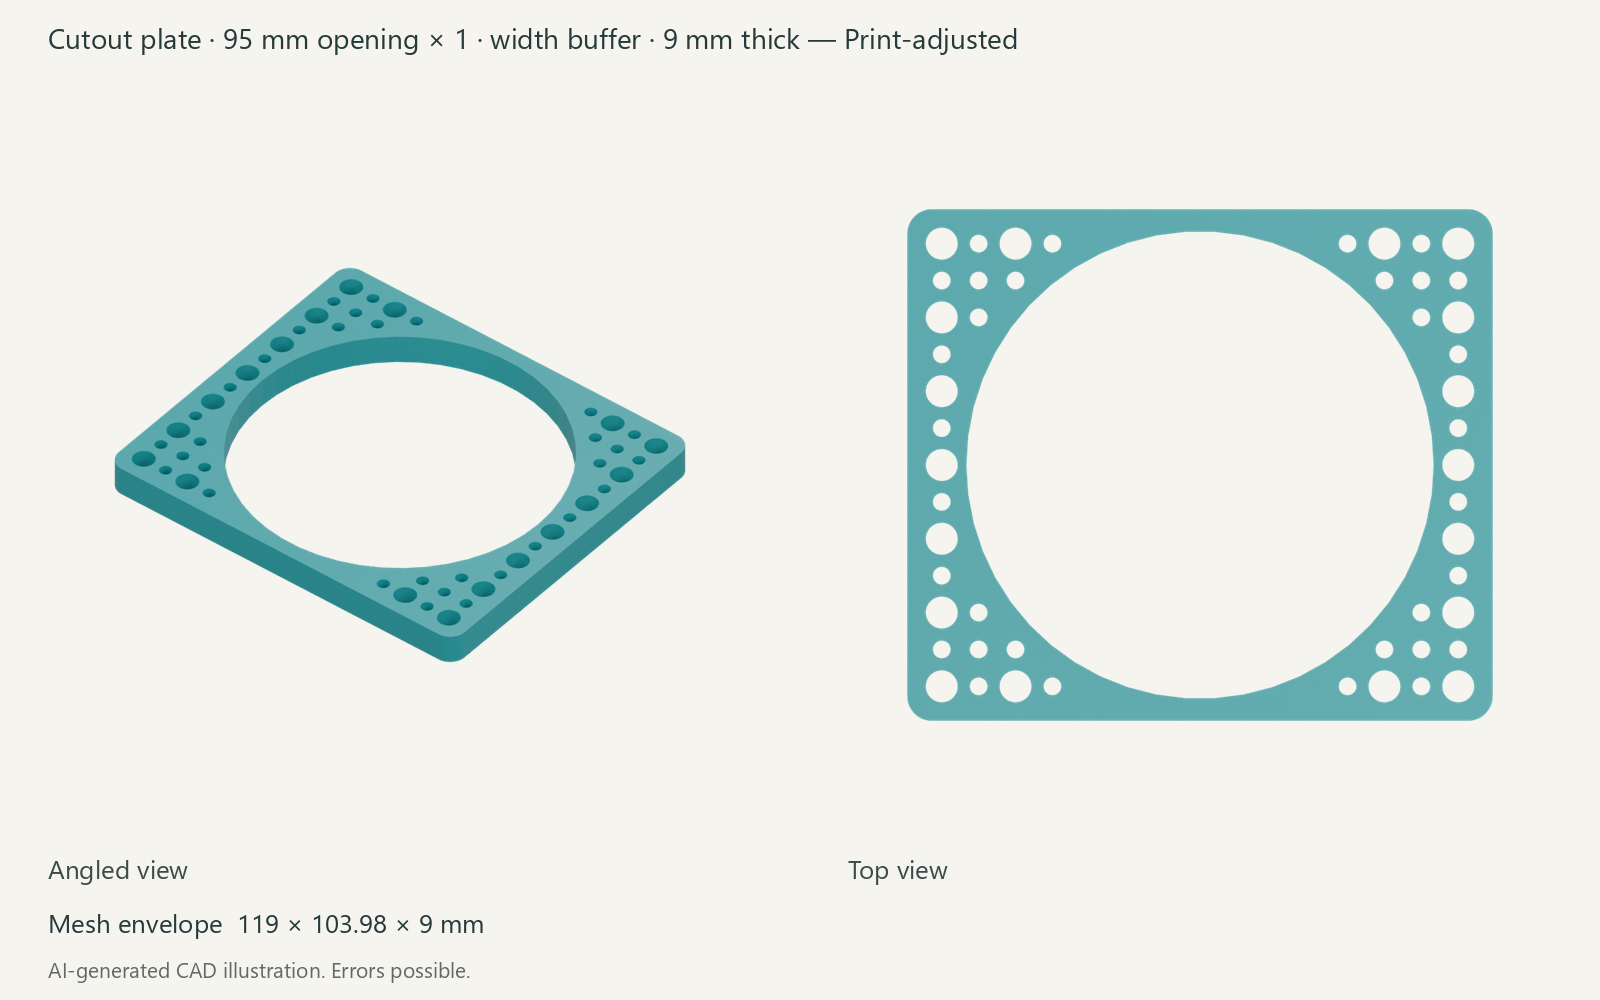 Cutout plate · 95 mm opening × 1 · width buffer · 9 mm thick — Print-adjusted
Angled view
Top view
Mesh envelope 119 × 103.98 × 9 mm
AI-generated CAD illustration. Errors possible.